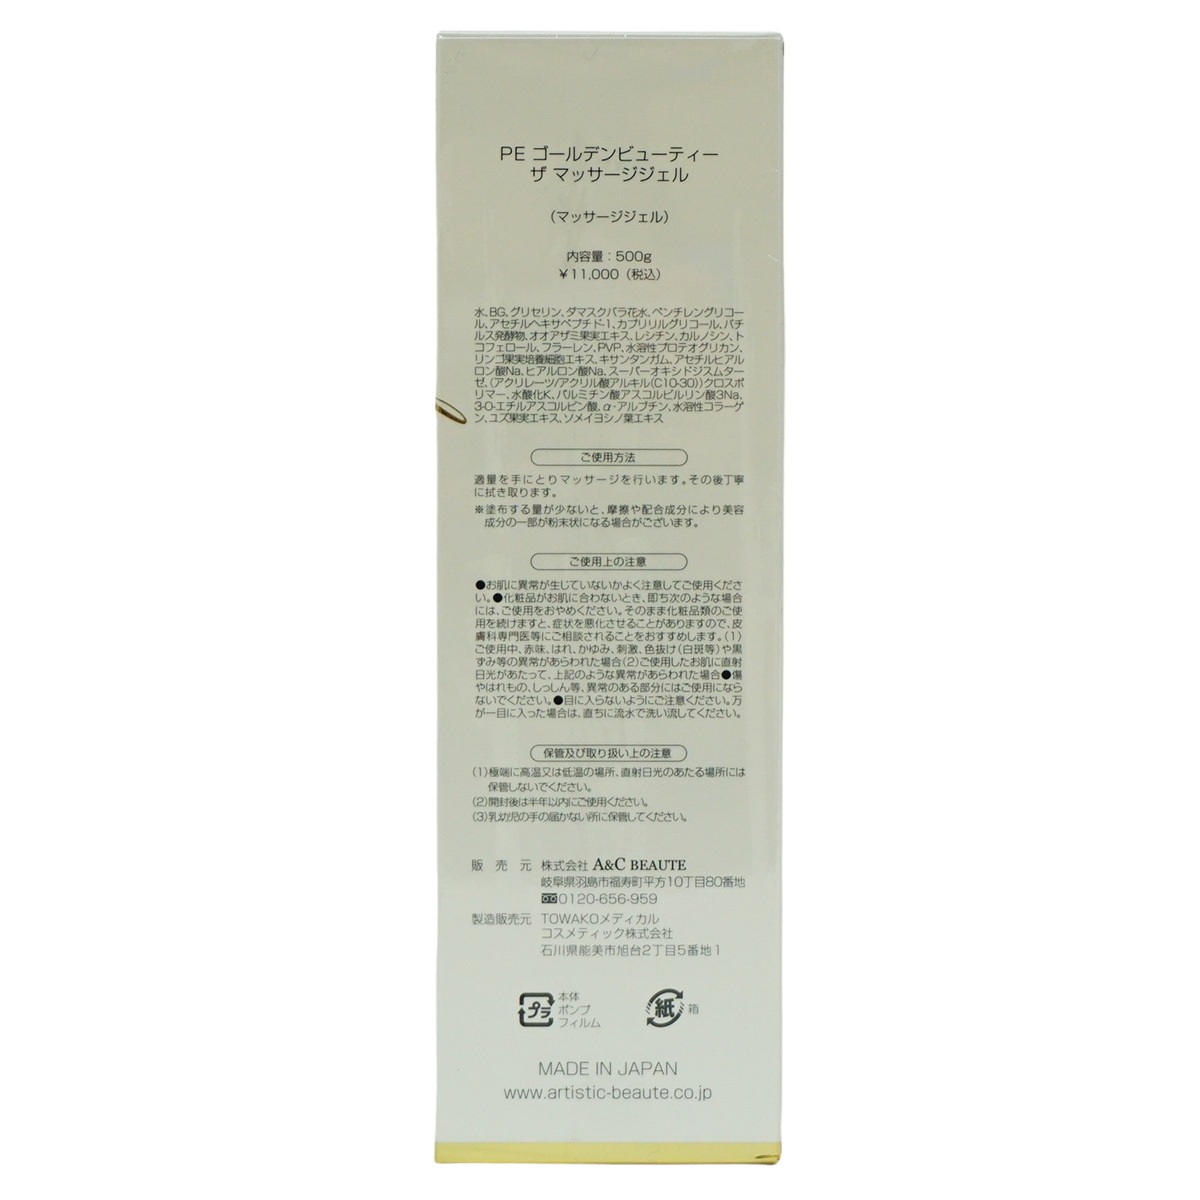 PE ゴールデンビューティー
ザ マッサージジェル
（マッサージジェル）
内容量：500g
￥11,000（税込）
水、BG、グリセリン、ダマスクバラ花水、ペンチレングリコー
ル、アセチルヘキサペプチド-1、カプリリルグリコール、バチ
ルス発酵物、オオアザミ果実エキス、レシチン、カルノシン、ト
コフェロール、フラーレン、PVP、水溶性プロテオグリカン、
リンゴ果実培養細胞エキス、キサンタンガム、アセチルヒアル
ロン酸Na、ヒアルロン酸Na、スーパーオキシドジスムター
ゼ、（アクリレーツ/アクリル酸アルキル（C10-30））クロスポ
リマー、水酸化K、パルミチン酸アスコルビルリン酸3Na、
3-O-エチルアスコルビン酸、α-アルブチン、水溶性コラーゲ
ン、ユズ果実エキス、ソメイヨシノ葉エキス
ご使用方法
適量を手にとりマッサージを行います。その後丁寧
に拭き取ります。
※塗布する量が少ないと、摩擦や配合成分により美容
成分の一部が粉末状になる場合がございます。
ご使用上の注意
●お肌に異常が生じていないかよく注意してご使用くださ
い。●化粧品がお肌に合わないとき、即ち次のような場合
には、ご使用をおやめください。そのまま化粧品類のご使
用を続けますと、症状を悪化させることがありますので、皮
膚科専門医等にご相談されることをおすすめします。（1）
ご使用中、赤味、はれ、かゆみ、刺激、色抜け（白斑等）や黒
ずみ等の異常があらわれた場合（2）ご使用したお肌に直射
日光があたって、上記のような異常があらわれた場合●傷
やはれもの、しっしん等、異常のある部分にはご使用になら
ないでください。●目に入らないようにご注意ください。万
が一目に入った場合は、直ちに流水で洗い流してください。
保管及び取り扱い上の注意
（1）極端に高温又は低温の場所、直射日光のあたる場所には
保管しないでください。
（2）開封後は半年以内にご使用ください。
（3）乳幼児の手の届かない所に保管してください。
販売元 株式会社 A&C BEAUTE
岐阜県羽島市福寿町平方10丁目80番地
0120-656-959
製造販売元 TOWAKOメディカル
コスメティック株式会社
石川県能美市旭台2丁目5番地1
プラ 本体
ポンプ
フィルム
紙 箱
MADE IN JAPAN
www.artistic-beaute.co.jp